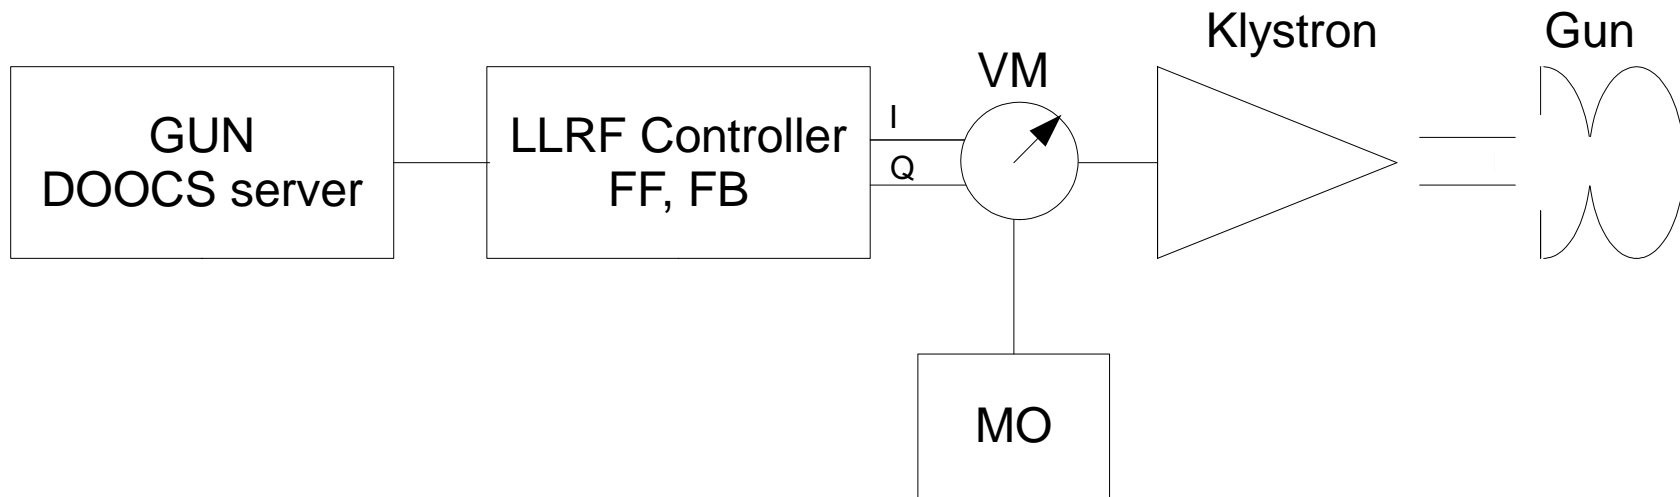 Klystron
Gun
VM
GUN
DOOCS server
LLRF Controller
FF, FB
I
Q
MO